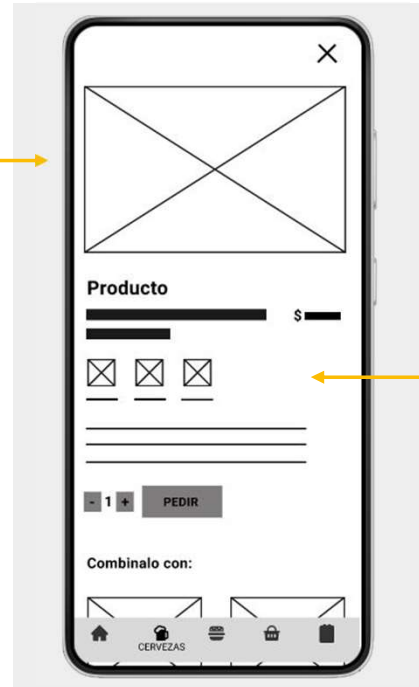 Producto
$
- 1 + PEDIR
Combinalo con:
CERVEZAS